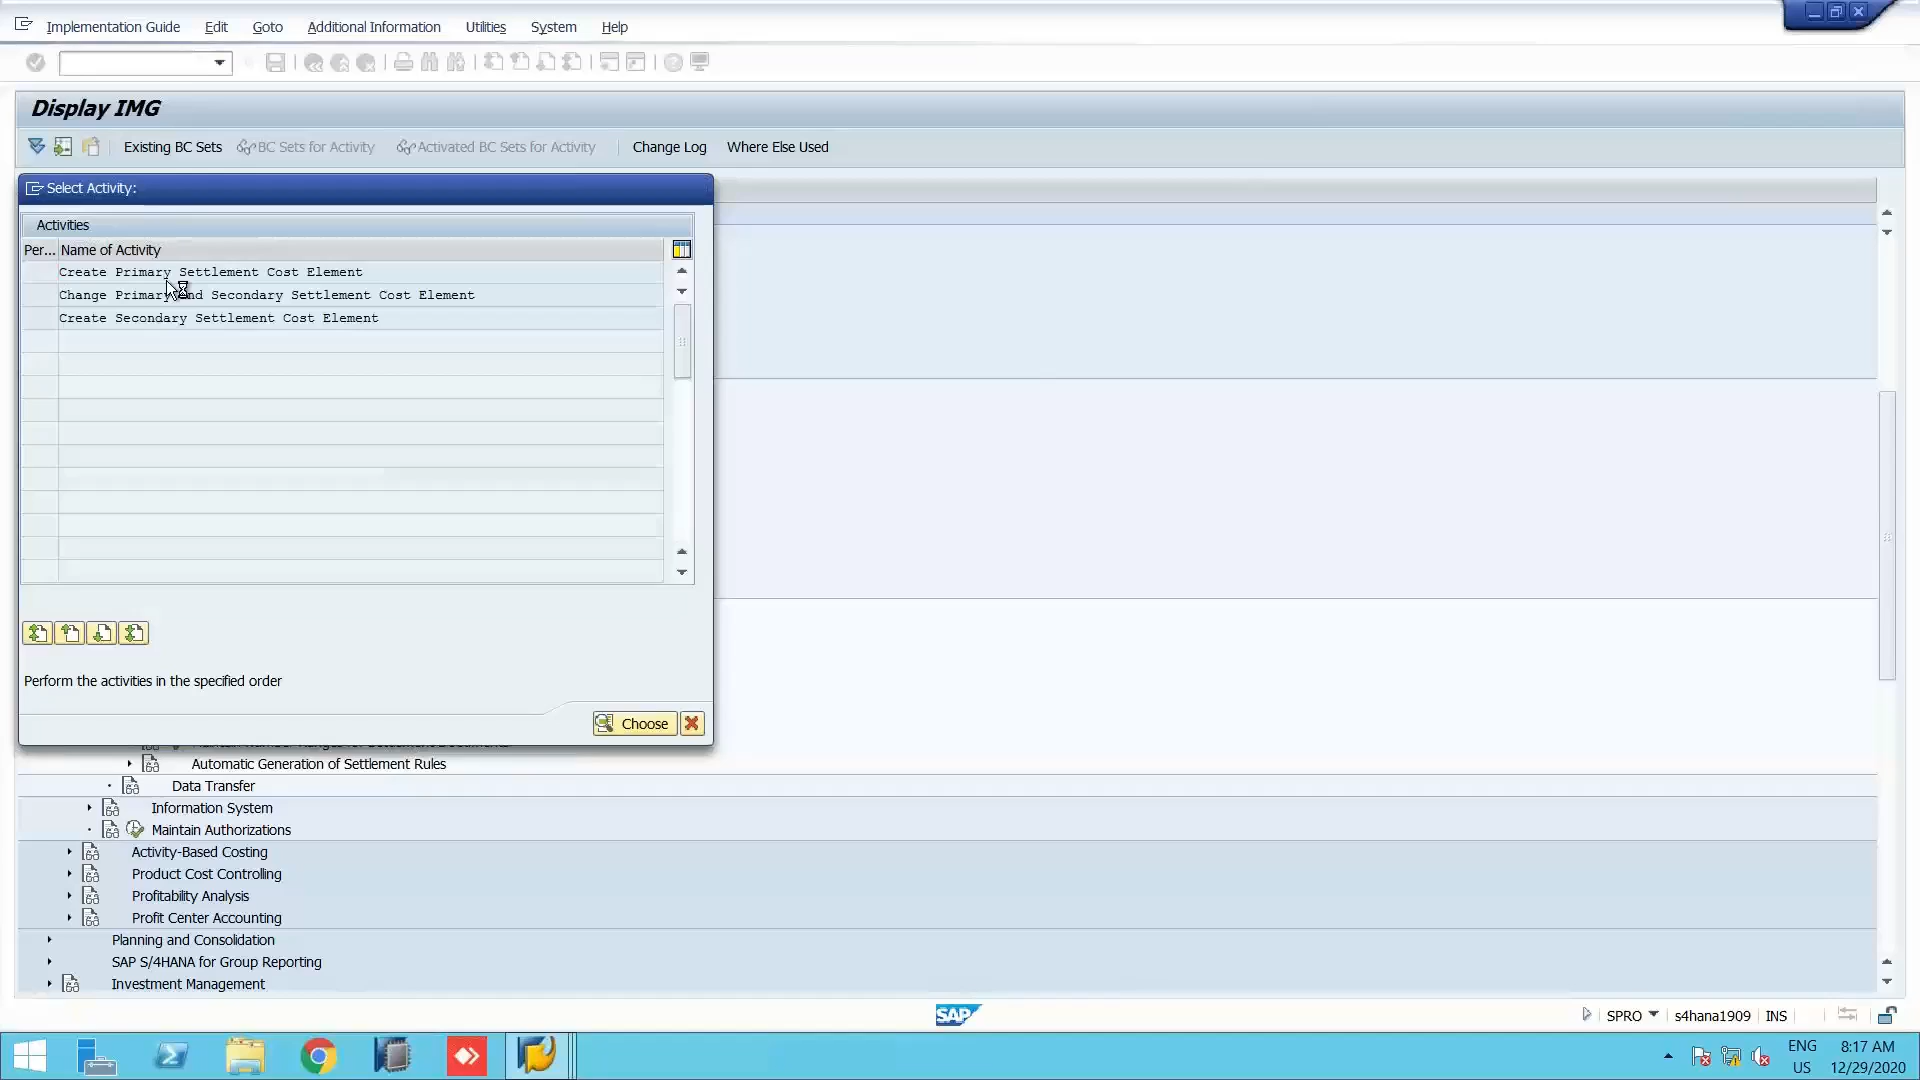 Implementation Guide Edit Goto Additional Information Utilities System Help
Display IMG
Existing BC Sets BC Sets for Activity Activated BC Sets for Activity Change Log Where Else Used
Select Activity:
Activities
Per... Name of Activity
Create Primary Settlement Cost Element
Change Primary and Secondary Settlement Cost Element
Create Secondary Settlement Cost Element
Perform the activities in the specified order
Choose
Automatic Generation of Settlement Rules
Data Transfer
Information System
Maintain Authorizations
Activity-Based Costing
Product Cost Controlling
Profitability Analysis
Profit Center Accounting
Planning and Consolidation
SAP S/4HANA for Group Reporting
Investment Management
SAP
SPRO s4hana1909 INS
ENG 8:17 AM
US 12/29/2020